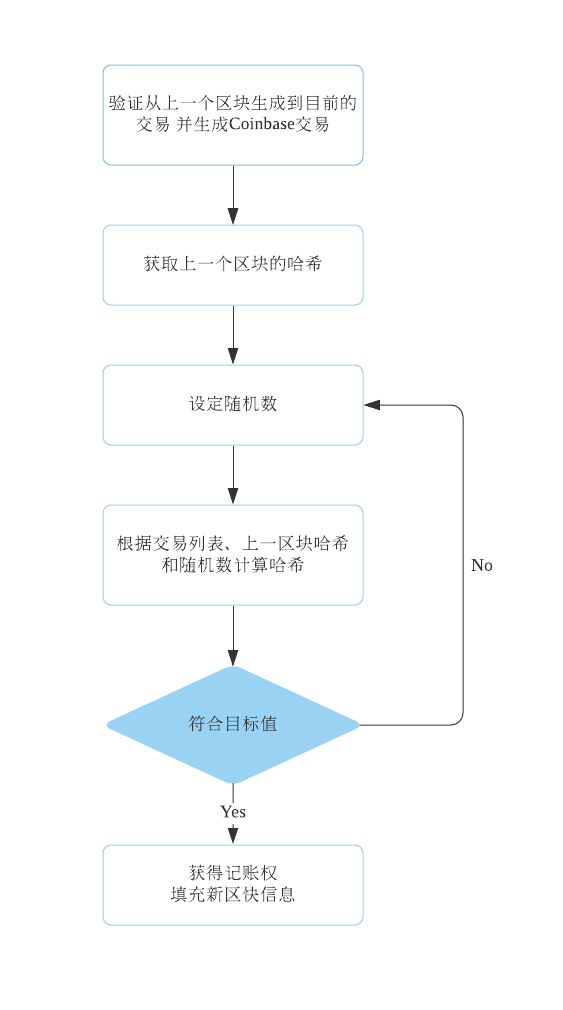 验证从上一个区块生成到目前的
交易 并生成Coinbase交易
获取上一个区块的哈希
设定随机数
根据交易列表、上一区块哈希
和随机数计算哈希
No
符合目标值
Yes
获得记账权
填充新区快信息